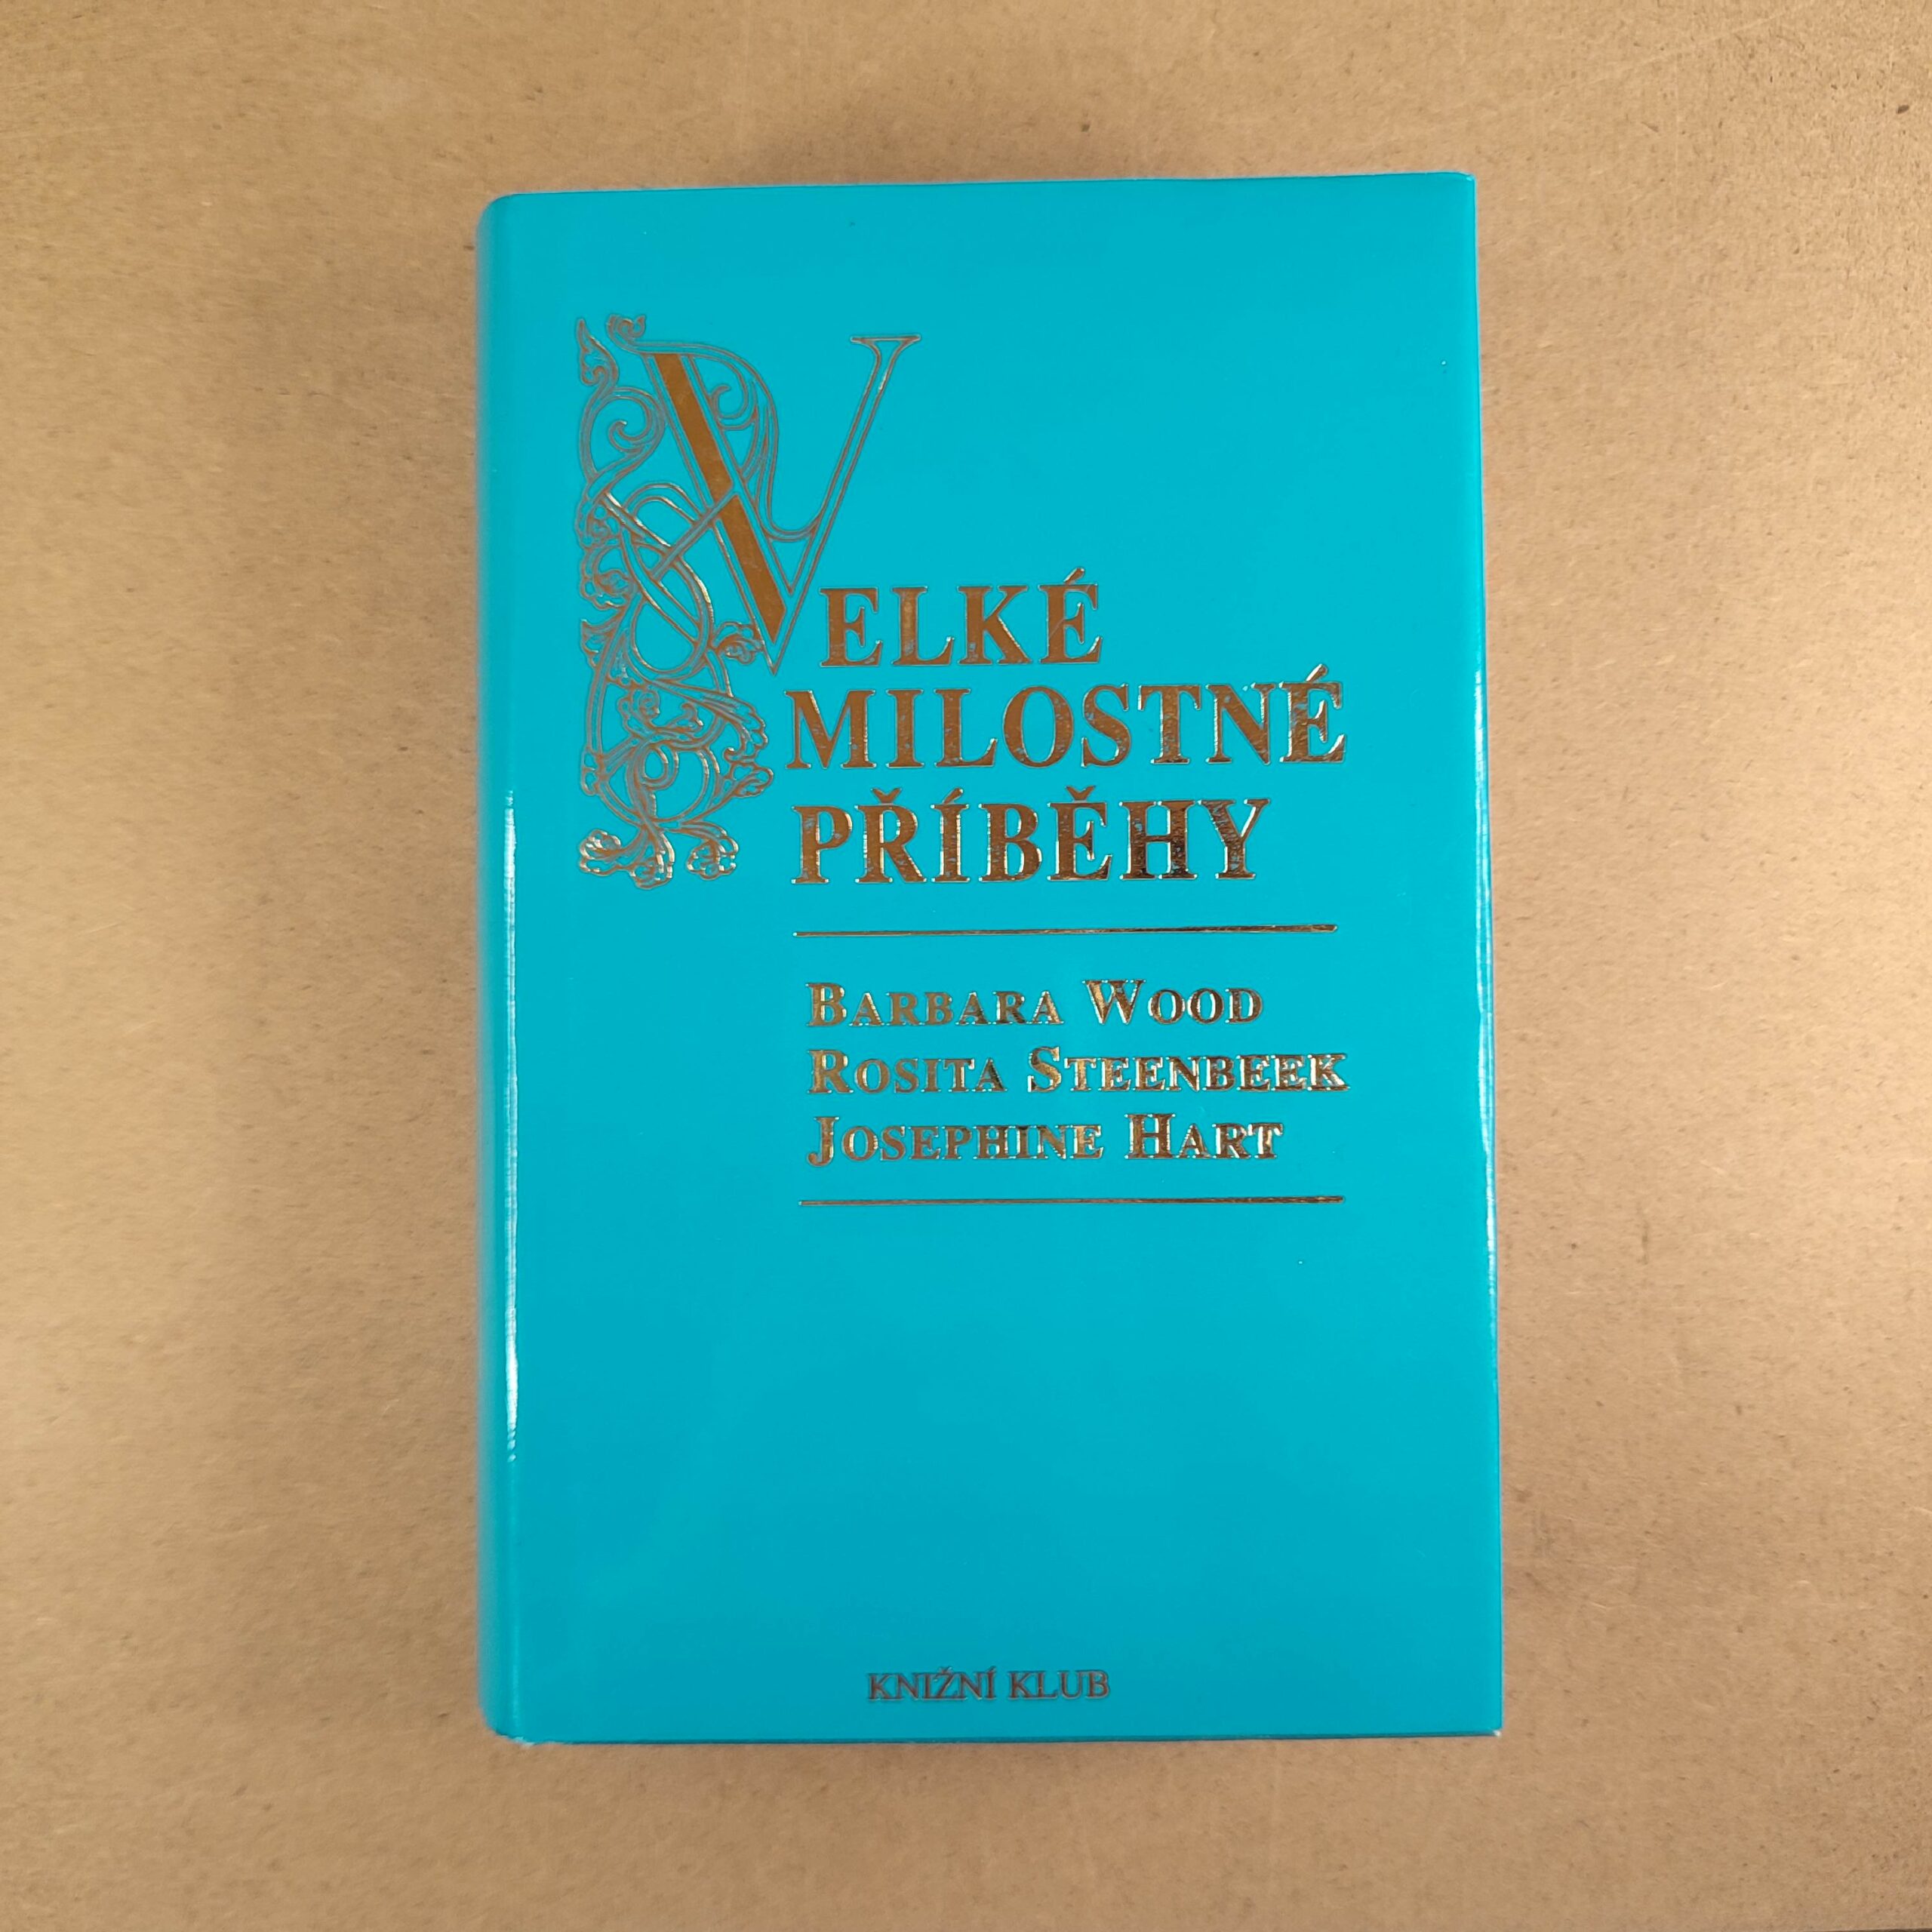 VELKÉ
MILOSTNÉ
PŘÍBĚHY
BARBARA WOOD
ROSITA STEENBEEK
JOSEPHINE HART
KNIŽNÍ KLUB